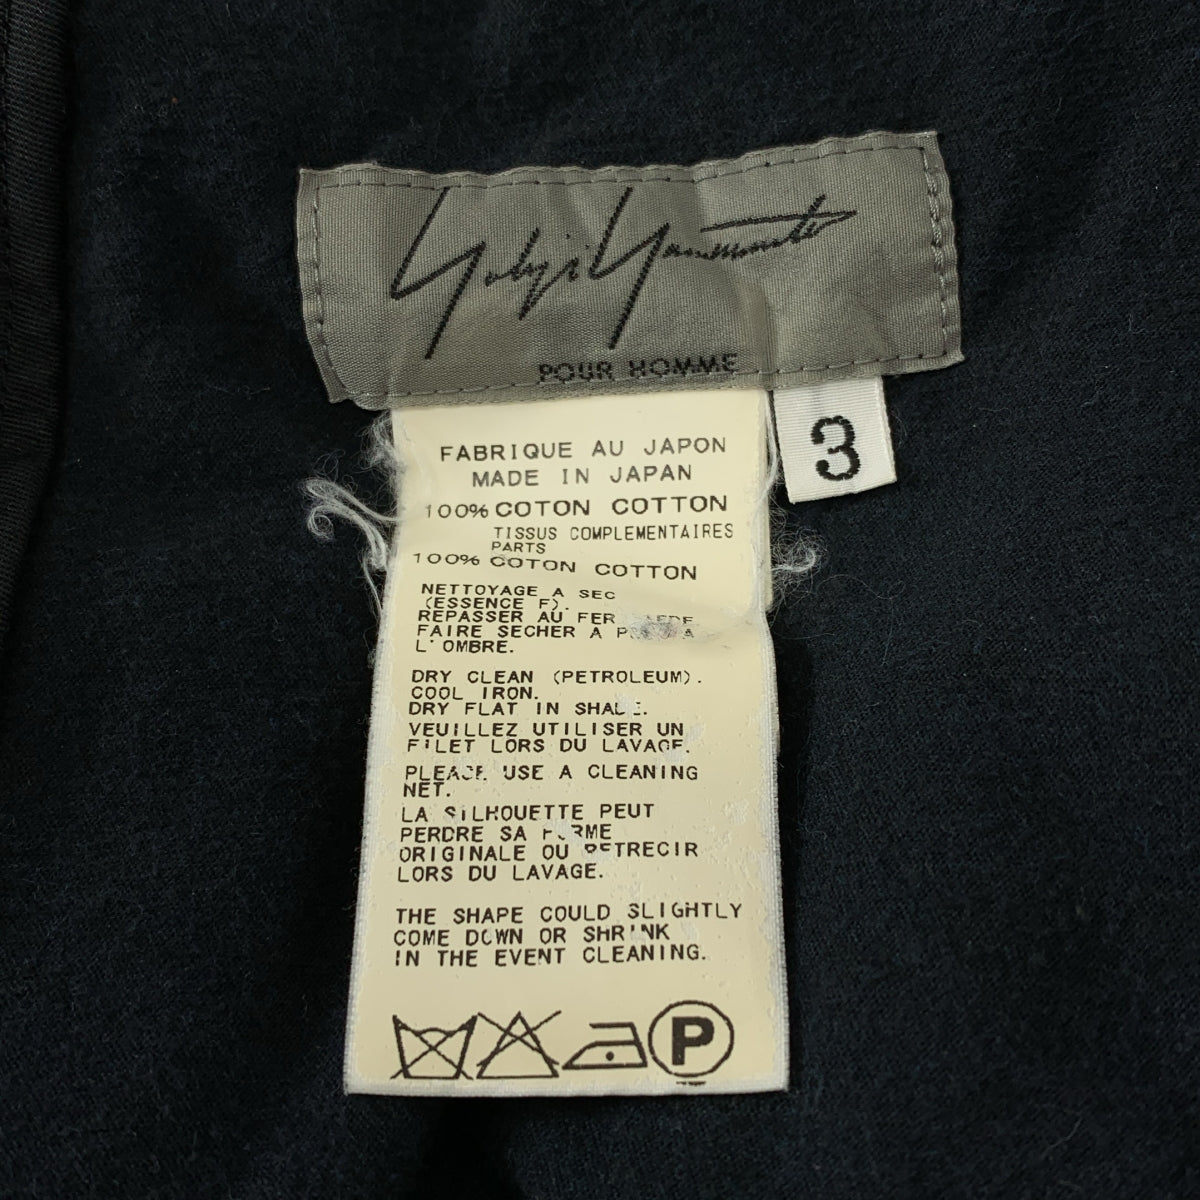 Yohji Yamamoto
POUR HOMME
3
FABRIQUE AU JAPON
MADE IN JAPAN
100% COTON COTTON
TISSUS COMPLEMENTAIRES
PARTS
100% COTON COTTON
NETTOYAGE A SEC
(ESSENCE F).
REPASSER AU FER
FAIRE SECHER A A
L'OMBRE.
DRY CLEAN (PETROLEUM).
COOL IRON.
DRY FLAT IN SHADE.
VEUILLEZ UTILISER UN
FILET LORS DU LAVAGE.
PLEASE USE A CLEANING
NET.
LA SILHOUETTE PEUT
PERDRE SA FORME
ORIGINALE OU RETRECIR
LORS DU LAVAGE.
THE SHAPE COULD SLIGHTLY
COME DOWN OR SHRINK
IN THE EVENT CLEANING.
P